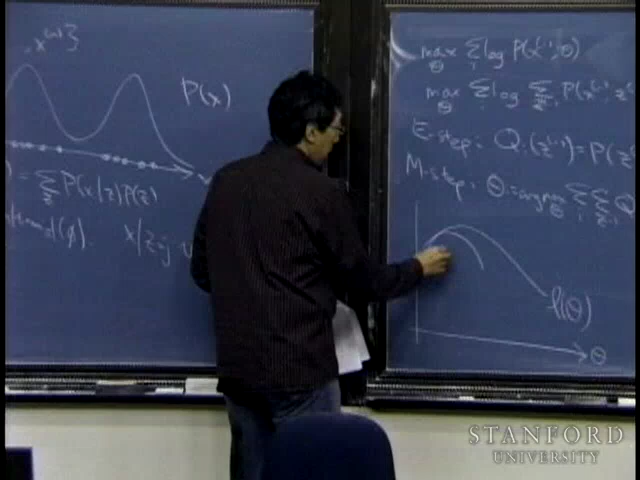 x⁽ᵐ⁾}
P(x)
= Σ_z P(x|z)P(z)
(ϕ). x|z=j
max_θ Σ_i log P(x⁽ⁱ⁾;θ)
max_θ Σ_i log Σ_z⁽ⁱ⁾ P(x⁽ⁱ⁾, z
E-step: Q_i(z⁽ⁱ⁾) = P(z
M-step: θ := argmax_θ Σ_i Σ_z⁽ⁱ⁾ Q
l(θ)
θ
STANFORD
UNIVERSITY